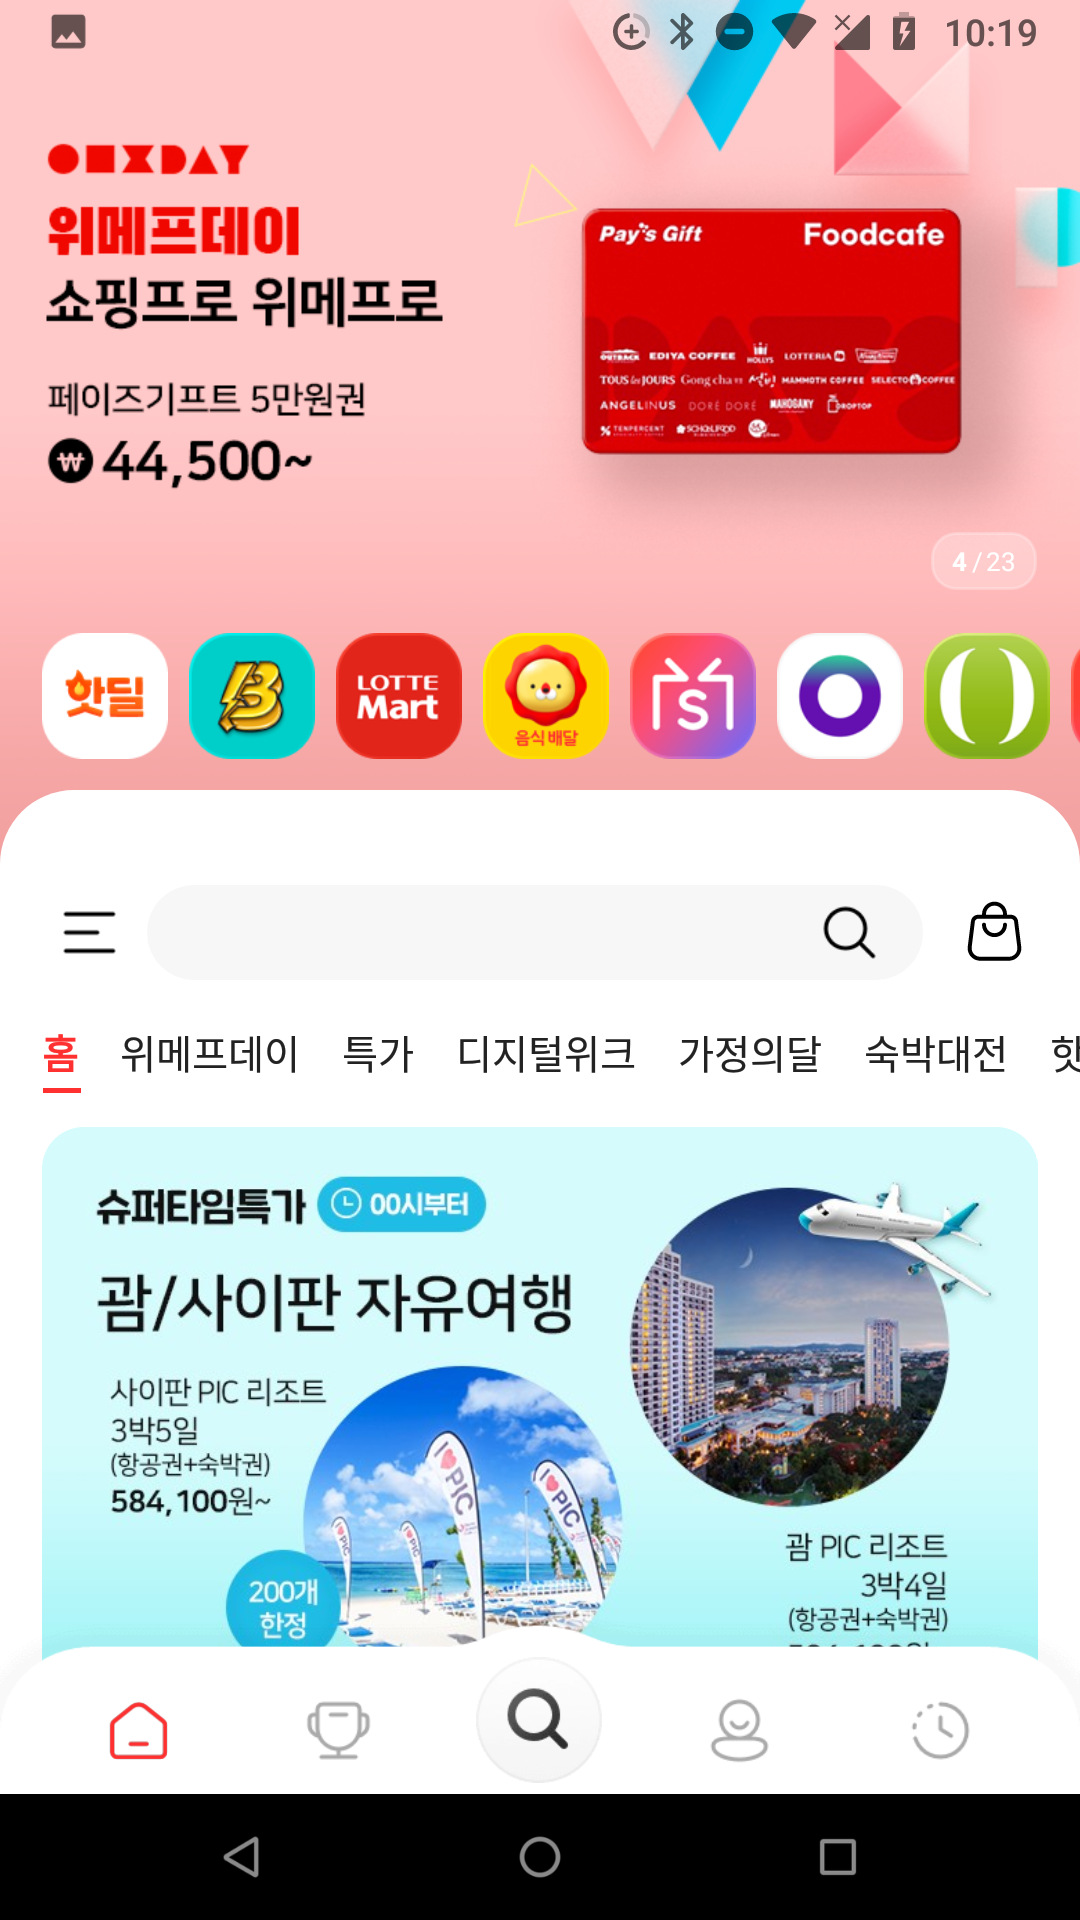 10:19
위메프데이
쇼핑프로 위메프로
페이즈기프트 5만원권
₩ 44,500~
Pay's Gift
Foodcafe
OUTBACK EDIYA COFFEE HOLLYS LOTTERIA Krispy Kreme
TOUS les JOURS Gong cha MAMMOTH COFFEE SELECTO COFFEE
ANGELINUS DORÉ DORÉ MAHOGANY DROPTOP
TENPERCENT SCHOOLFOOD
4 / 23
핫딜
B
LOTTE
Mart
음식배달
S
홈 위메프데이 특가 디지털위크 가정의달 숙박대전
슈퍼타임특가 00시부터
괌/사이판 자유여행
사이판 PIC 리조트
3박5일
(항공권+숙박권)
584,100원~
I PIC
I PIC
200개
한정
괌 PIC 리조트
3박4일
(항공권+숙박권)